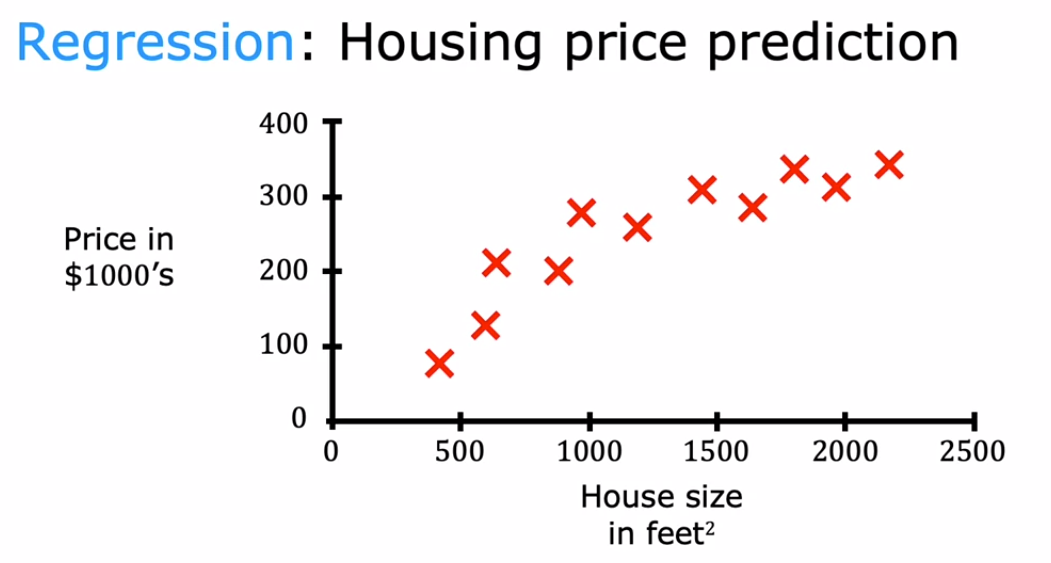 Regression: Housing price prediction
400
300
200
100
0
Price in
$1000’s
0 500 1000 1500 2000 2500
House size
in feet²